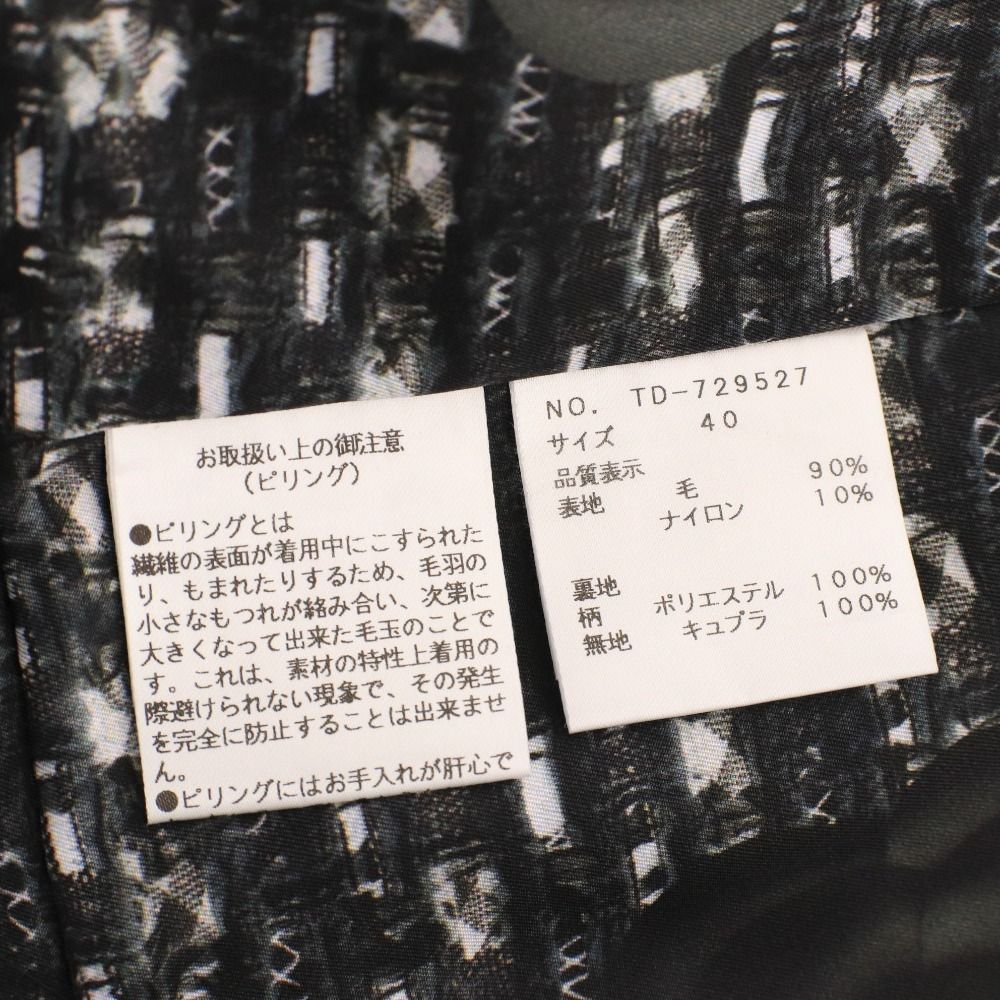 お取扱い上の御注意
(ピリング)
●ピリングとは
繊維の表面が着用中にこすられた
り、もまれたりするため、毛羽の
小さなもつれが絡み合い、次第に
大きくなって出来た毛玉のことで
す。これは、素材の特性上着用の
際避けられない現象で、その発生
を完全に防止することは出来ませ
ん。
●ピリングにはお手入れが肝心で
NO. TD-729527
サイズ 40
品質表示
表地 毛 90%
ナイロン 10%
裏地
柄 ポリエステル 100%
無地 キュプラ 100%